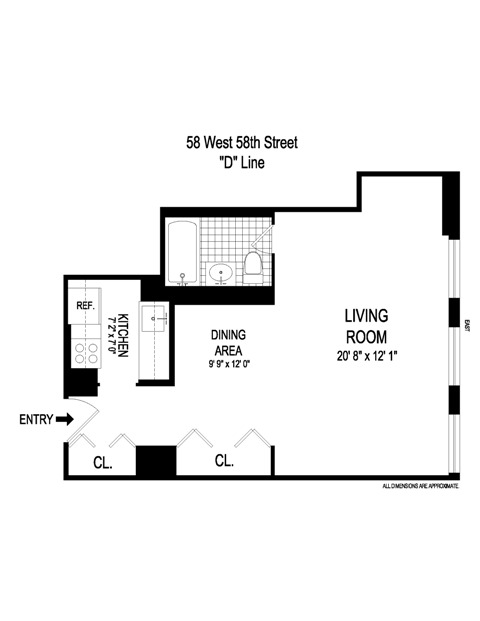 58 West 58th Street
"D" Line
REF.
KITCHEN
7' 2" x 7' 0"
DINING
AREA
9' 9" x 12' 0"
LIVING
ROOM
20' 8" x 12' 1"
EAST
ENTRY
CL.
CL.
ALL DIMENSIONS ARE APPROXIMATE.